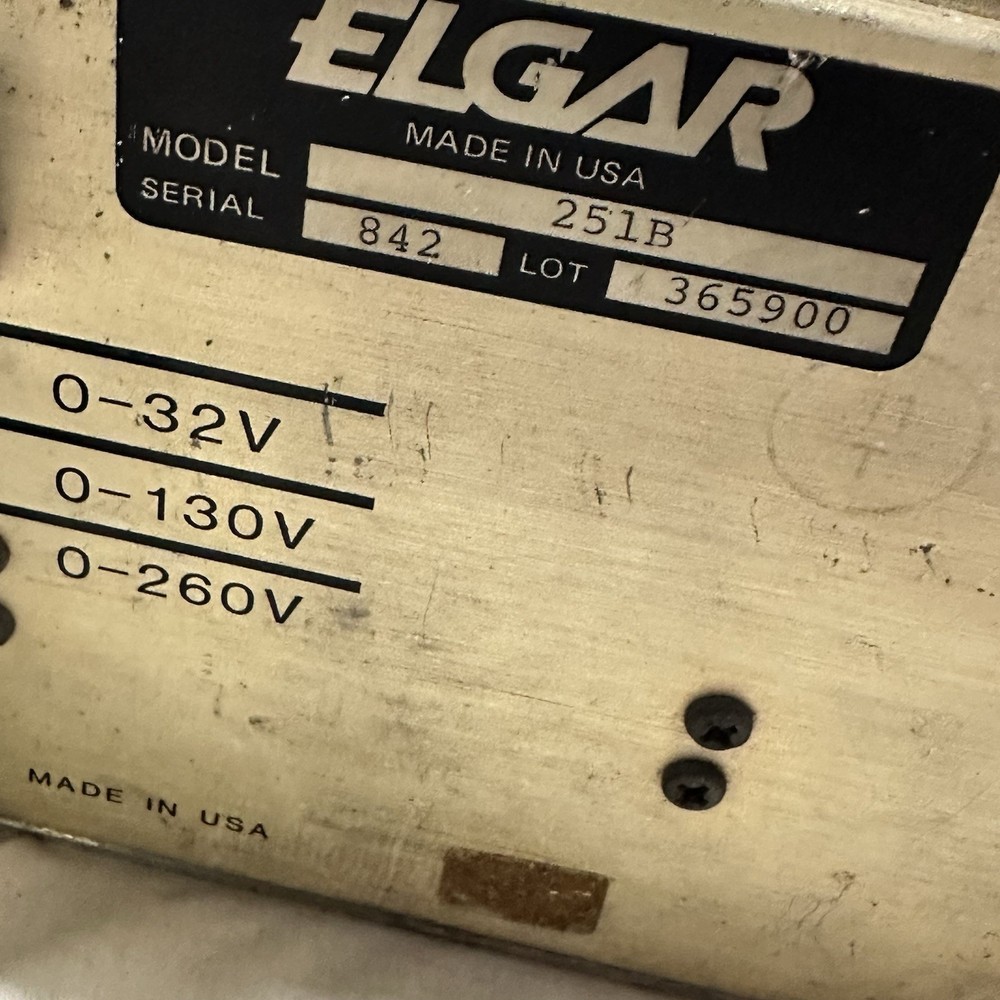 ELGAR
MADE IN USA
MODEL 251B
SERIAL 842 LOT 365900
0-32V
0-130V
0-260V
MADE IN USA